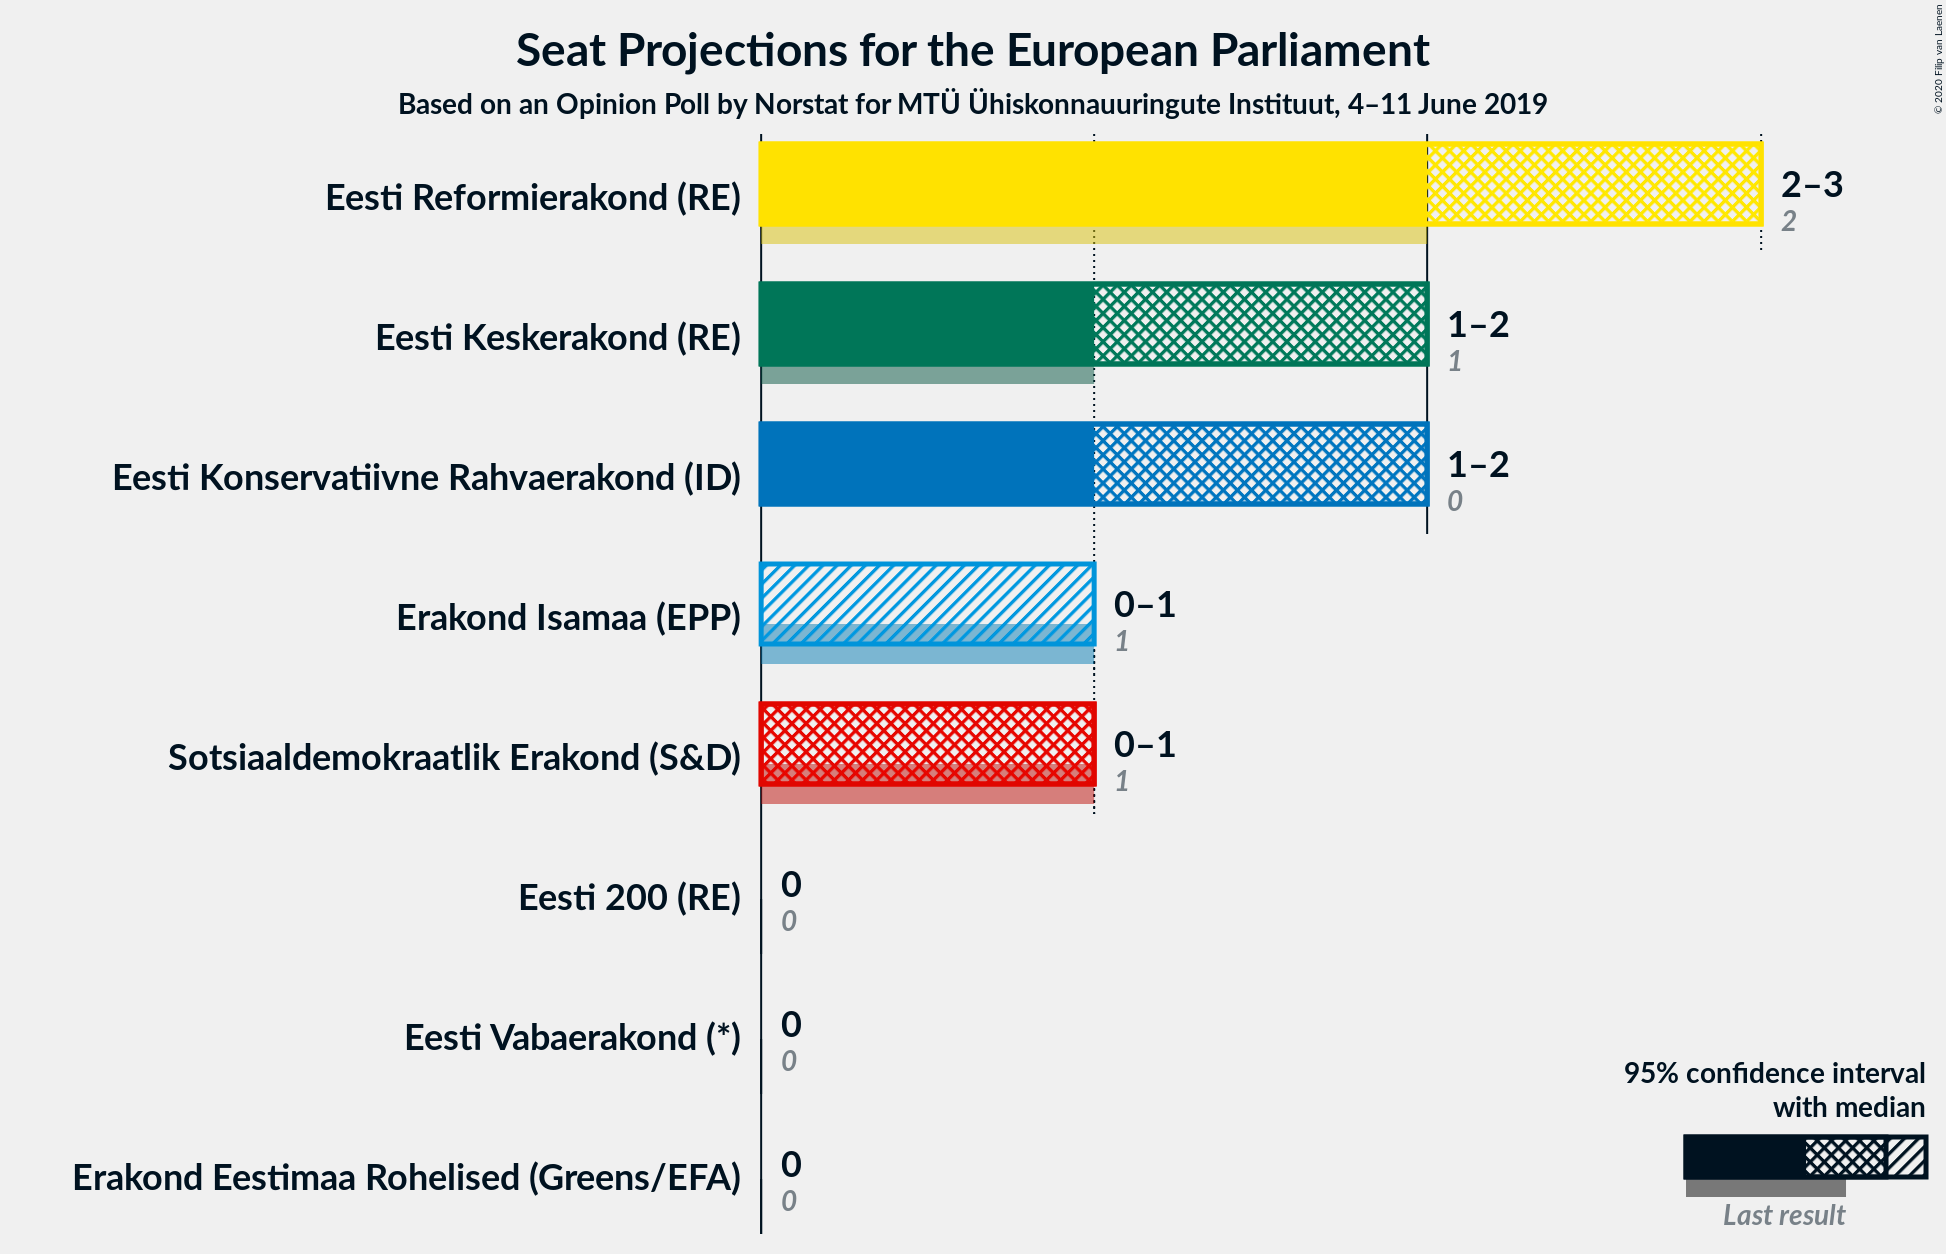 Seat Projections for the European Parliament
Based on an Opinion Poll by Norstat for MTÜ Ühiskonnauuringute Instituut, 4–11 June 2019
© 2020 Filip van Laenen
Eesti Reformierakond (RE)
2–3
2
Eesti Keskerakond (RE)
1–2
1
Eesti Konservatiivne Rahvaerakond (ID)
1–2
0
Erakond Isamaa (EPP)
0–1
1
Sotsiaaldemokraatlik Erakond (S&D)
0–1
1
Eesti 200 (RE)
0
0
Eesti Vabaerakond (*)
0
0
Erakond Eestimaa Rohelised (Greens/EFA)
0
0
95% confidence interval
with median
Last result